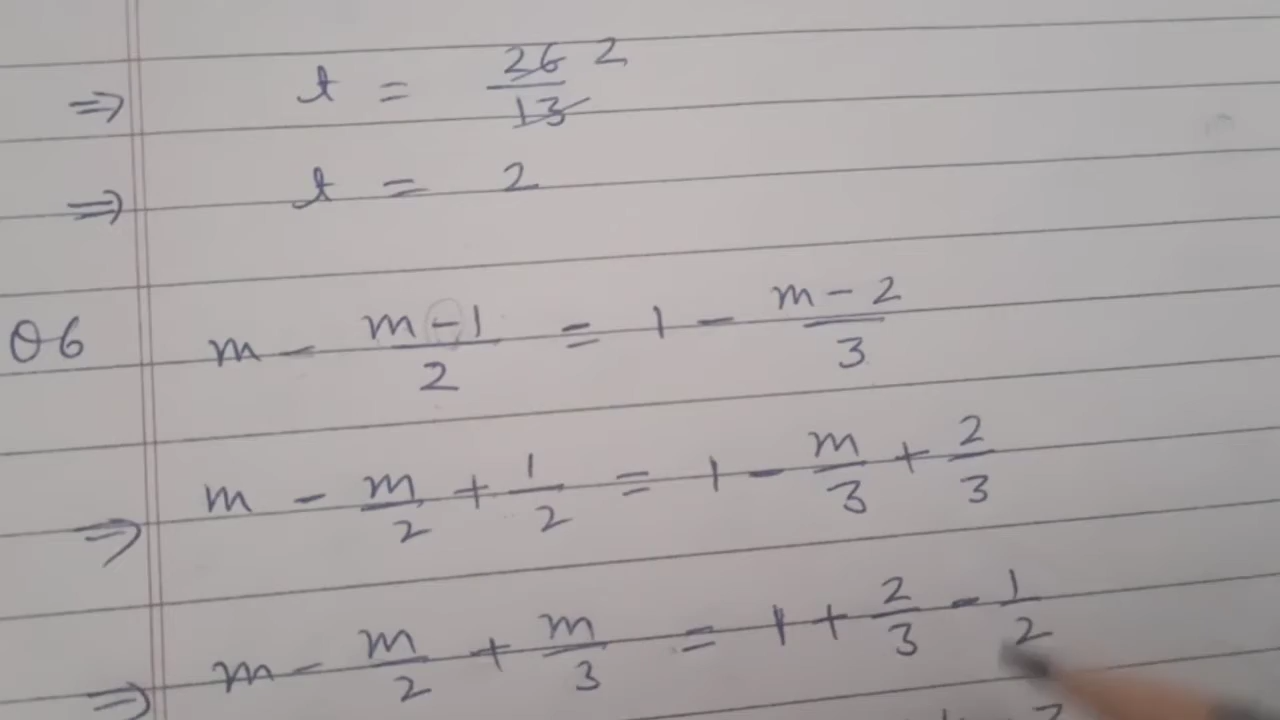 ⇒ t = 26/13 2
⇒ t = 2
Q6 m - (m-1)/2 = 1 - (m-2)/3
⇒ m - m/2 + 1/2 = 1 - m/3 + 2/3
⇒ m - m/2 + m/3 = 1 + 2/3 - 1/2